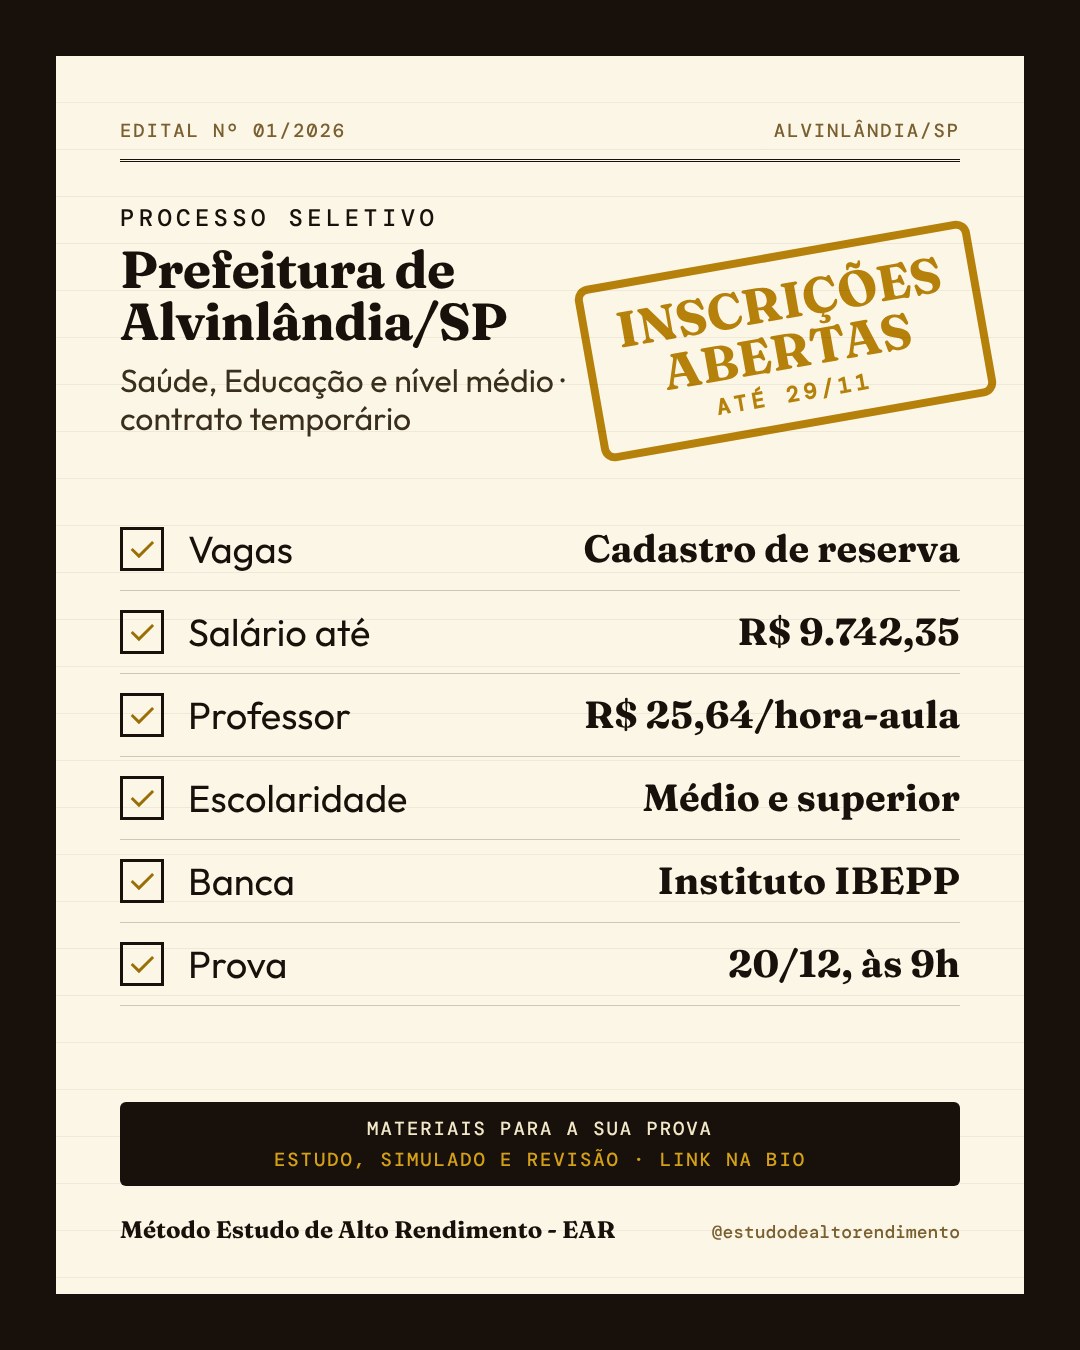 EDITAL Nº 01/2026
ALVINLÂNDIA/SP
PROCESSO SELETIVO
Prefeitura de
Alvinlândia/SP
Saúde, Educação e nível médio ·
contrato temporário
INSCRIÇÕES
ABERTAS
ATÉ 29/11
Vagas Cadastro de reserva
Salário até R$ 9.742,35
Professor R$ 25,64/hora-aula
Escolaridade Médio e superior
Banca Instituto IBEPP
Prova 20/12, às 9h
MATERIAIS PARA A SUA PROVA
ESTUDO, SIMULADO E REVISÃO · LINK NA BIO
Método Estudo de Alto Rendimento - EAR
@estudodealtorendimento